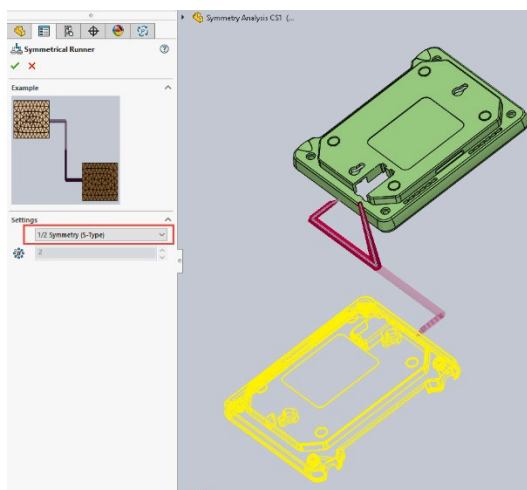 Symmetry Analysis CS1 (...
Symmetrical Runner
Example
Settings
1/2 Symmetry (S-Type)
2